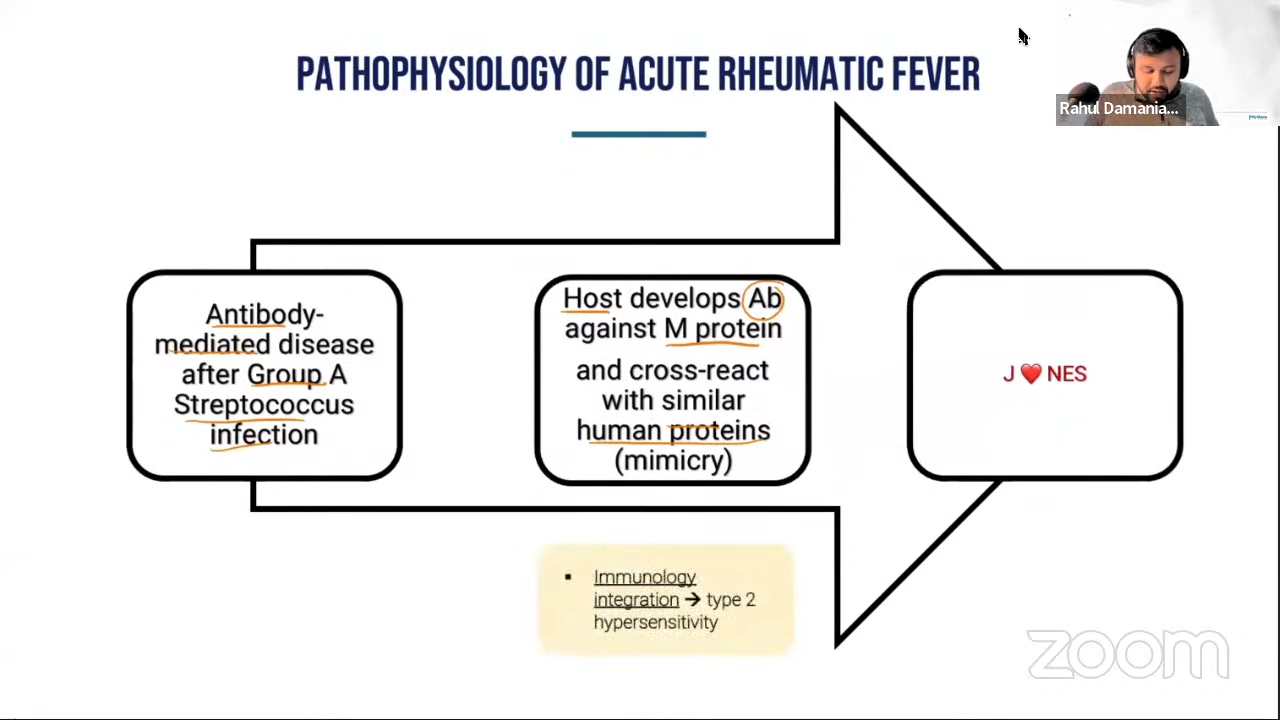 PATHOPHYSIOLOGY OF ACUTE RHEUMATIC FEVER
Rahul Damania...
Antibody-
mediated disease
after Group A
Streptococcus
infection
Host develops Ab
against M protein
and cross-react
with similar
human proteins
(mimicry)
J ❤️ NES
▪ Immunology
integration → type 2
hypersensitivity
zoom